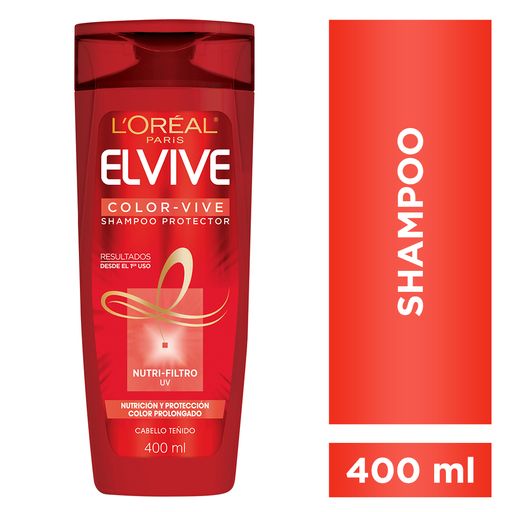 L'ORÉAL
PARIS
ELVIVE
COLOR-VIVE
SHAMPOO PROTECTOR
RESULTADOS
DESDE EL 1er USO
NUTRI-FILTRO
UV
NUTRICIÓN Y PROTECCIÓN
COLOR PROLONGADO
CABELLO TEÑIDO
400 ml
SHAMPOO
400 ml